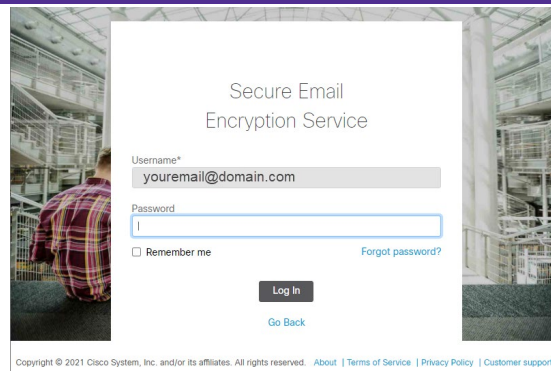 Secure Email
Encryption Service
Username*
youremail@domain.com
Password
Remember me Forgot password?
Log In
Go Back
Copyright © 2021 Cisco System, Inc. and/or its affiliates. All rights reserved. About | Terms of Service | Privacy Policy | Customer support